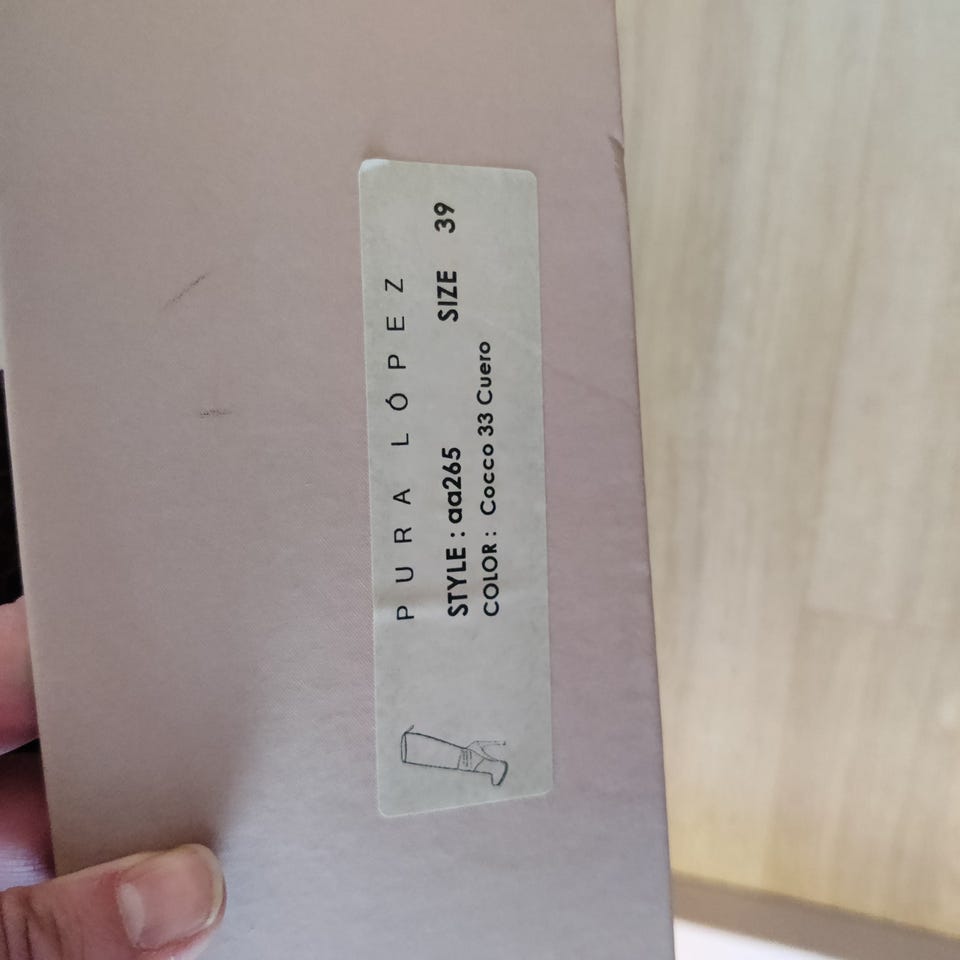 PURA LÓPEZ
STYLE : aa265 SIZE 39
COLOR : Cocco 33 Cuero